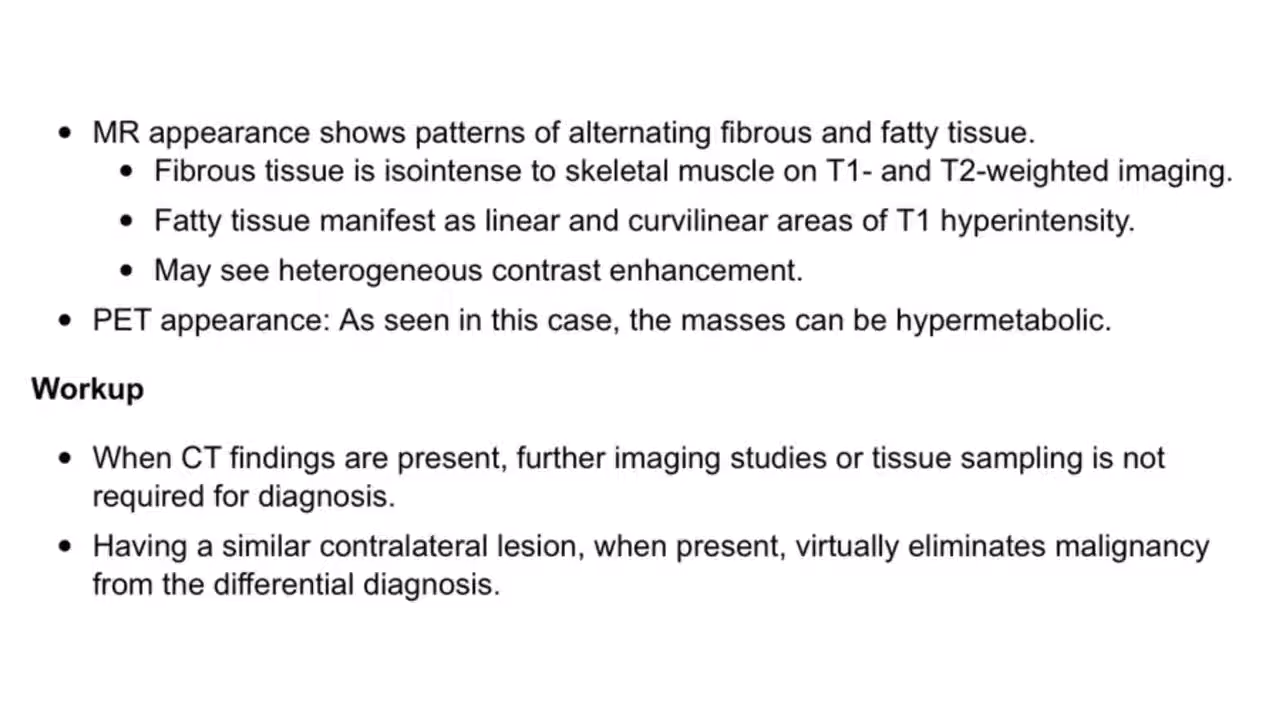 • MR appearance shows patterns of alternating fibrous and fatty tissue.
• Fibrous tissue is isointense to skeletal muscle on T1- and T2-weighted imaging.
• Fatty tissue manifest as linear and curvilinear areas of T1 hyperintensity.
• May see heterogeneous contrast enhancement.
• PET appearance: As seen in this case, the masses can be hypermetabolic.
Workup
• When CT findings are present, further imaging studies or tissue sampling is not
required for diagnosis.
• Having a similar contralateral lesion, when present, virtually eliminates malignancy
from the differential diagnosis.